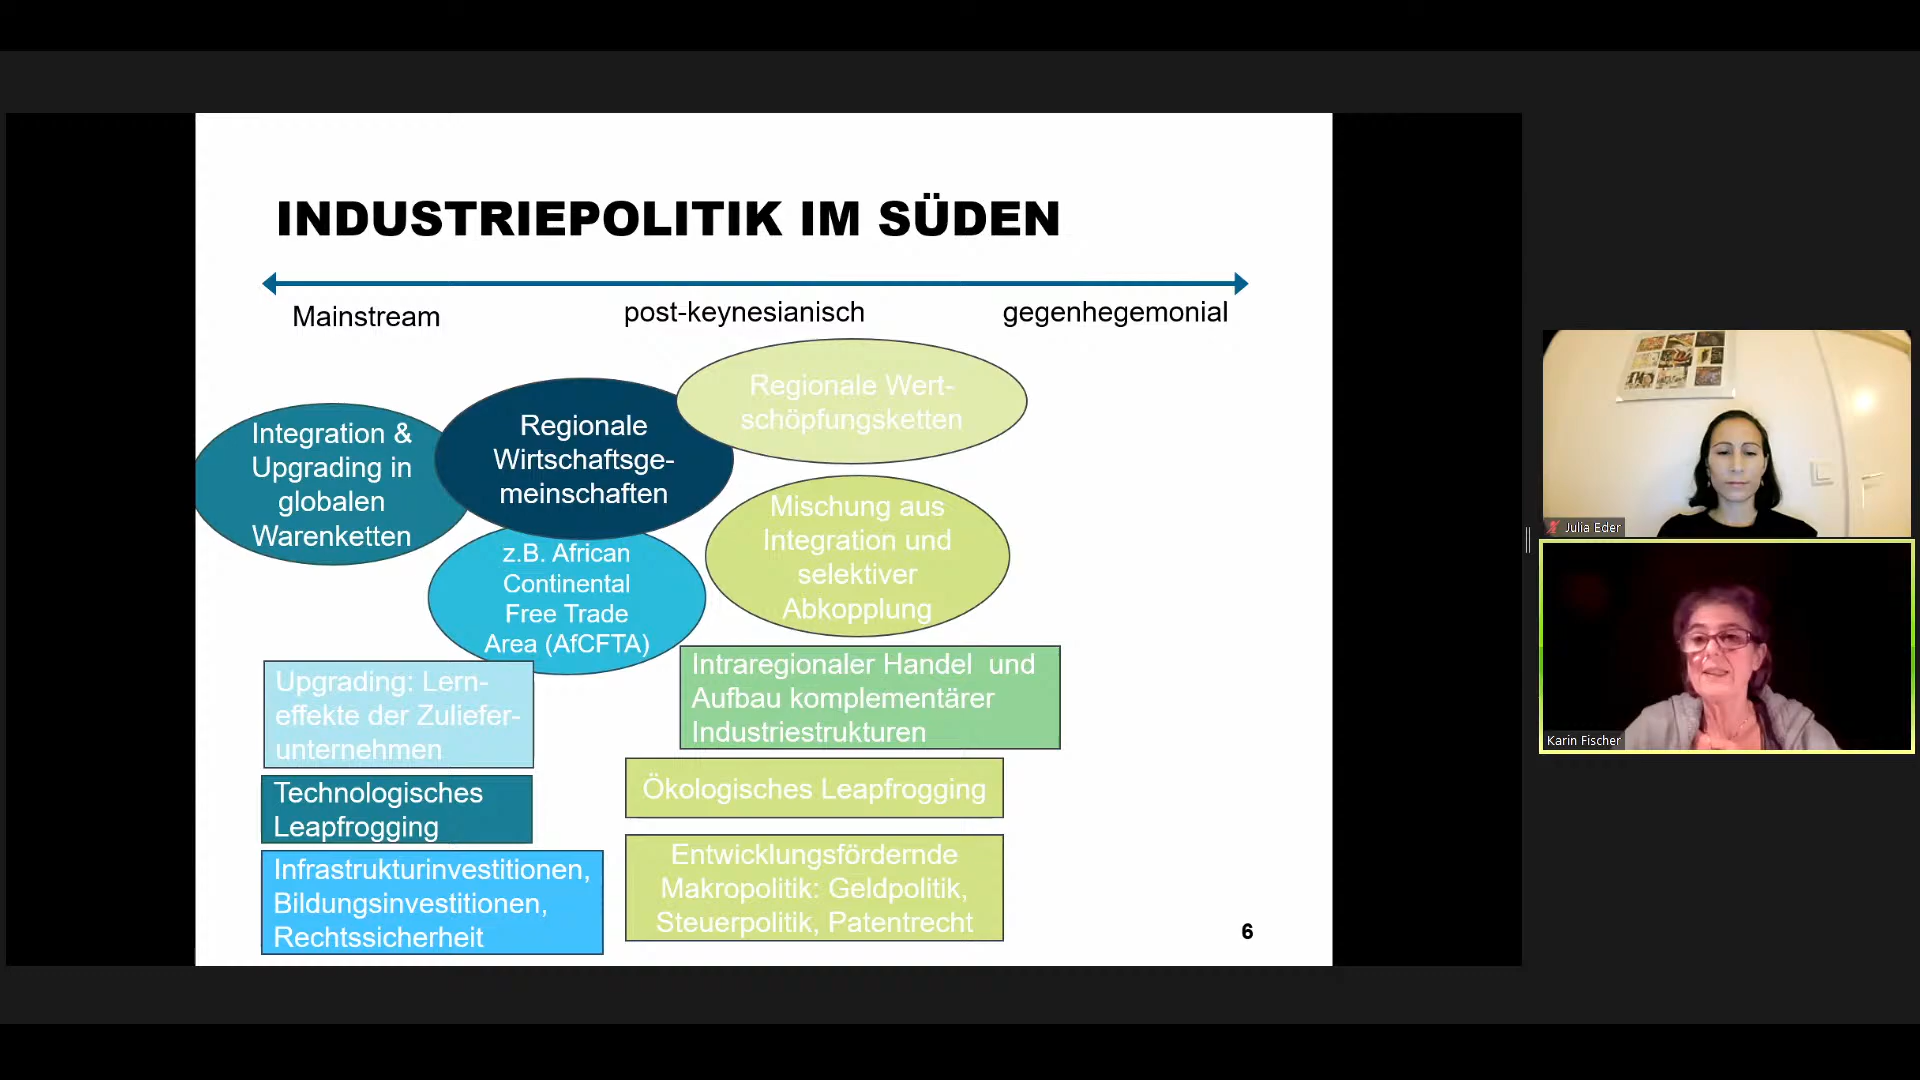 INDUSTRIEPOLITIK IM SÜDEN
Mainstream
post-keynesianisch
gegenhegemonial
Integration &
Upgrading in
globalen
Warenketten
Regionale
Wirtschaftsge-
meinschaften
Regionale Wert-
schöpfungsketten
z.B. African
Continental
Free Trade
Area (AfCFTA)
Mischung aus
Integration und
selektiver
Abkopplung
Upgrading: Lern-
effekte der Zuliefer-
unternehmen
Technologisches
Leapfrogging
Infrastrukturinvestitionen,
Bildungsinvestitionen,
Rechtssicherheit
Intraregionaler Handel und
Aufbau komplementärer
Industriestrukturen
Ökologisches Leapfrogging
Entwicklungsfördernde
Makropolitik: Geldpolitik,
Steuerpolitik, Patentrecht
6
Julia Eder
Karin Fischer